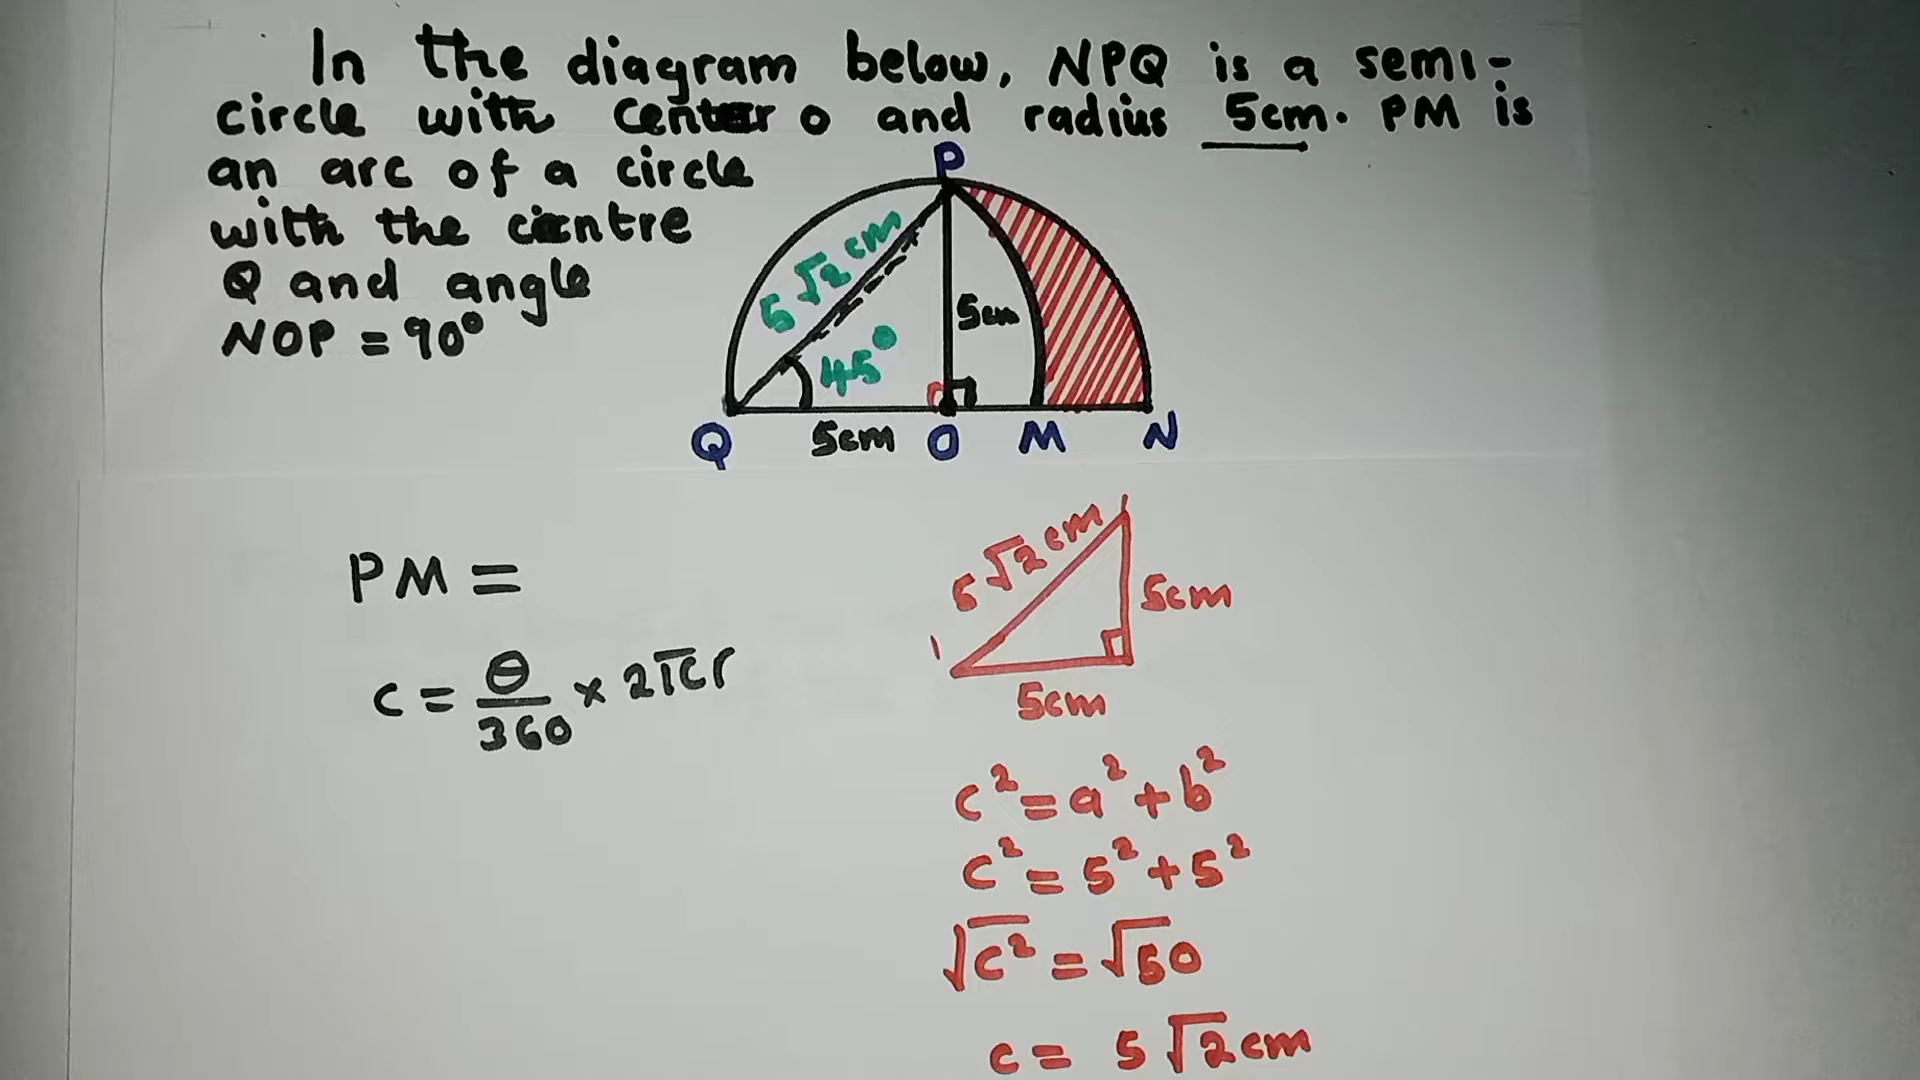 In the diagram below, NPQ is a semi-
circle with center o and radius 5cm. PM is
an arc of a circle
with the centre
Q and angle
NOP = 90°
P
5√2 cm
5cm
45°
Q 5cm O M N
PM =
c = θ/360 × 2πr
5√2 cm
5cm
5cm
c² = a² + b²
c² = 5² + 5²
√c² = √50
c = 5√2 cm